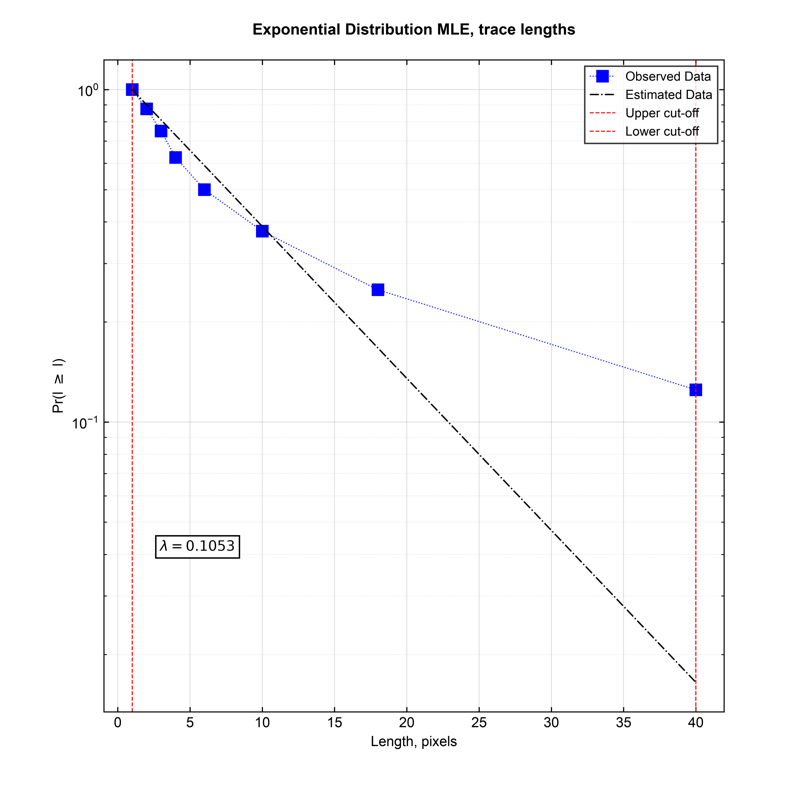 Exponential Distribution MLE, trace lengths
Observed Data
Estimated Data
Upper cut-off
Lower cut-off
10⁰
10⁻¹
Pr(l ≥ l)
λ = 0.1053
0 5 10 15 20 25 30 35 40
Length, pixels